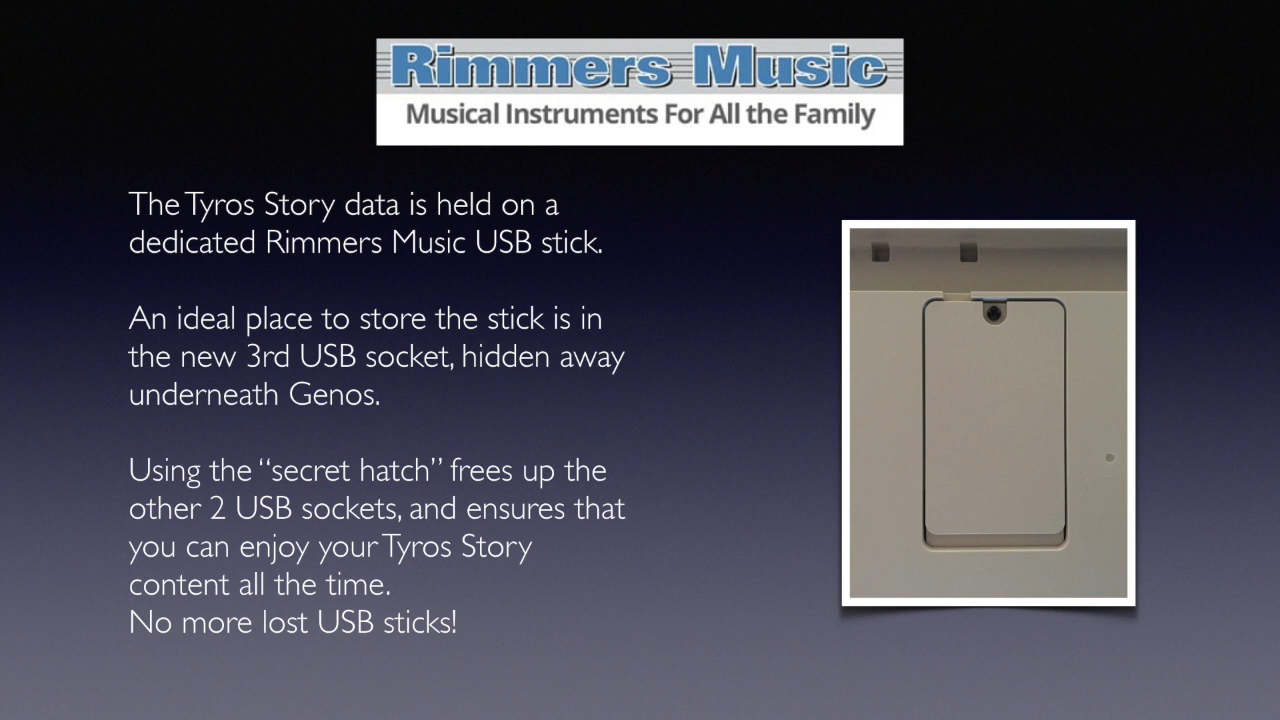 Rimmers Music
Musical Instruments For All the Family
The Tyros Story data is held on a
dedicated Rimmers Music USB stick.
An ideal place to store the stick is in
the new 3rd USB socket, hidden away
underneath Genos.
Using the “secret hatch” frees up the
other 2 USB sockets, and ensures that
you can enjoy your Tyros Story
content all the time.
No more lost USB sticks!